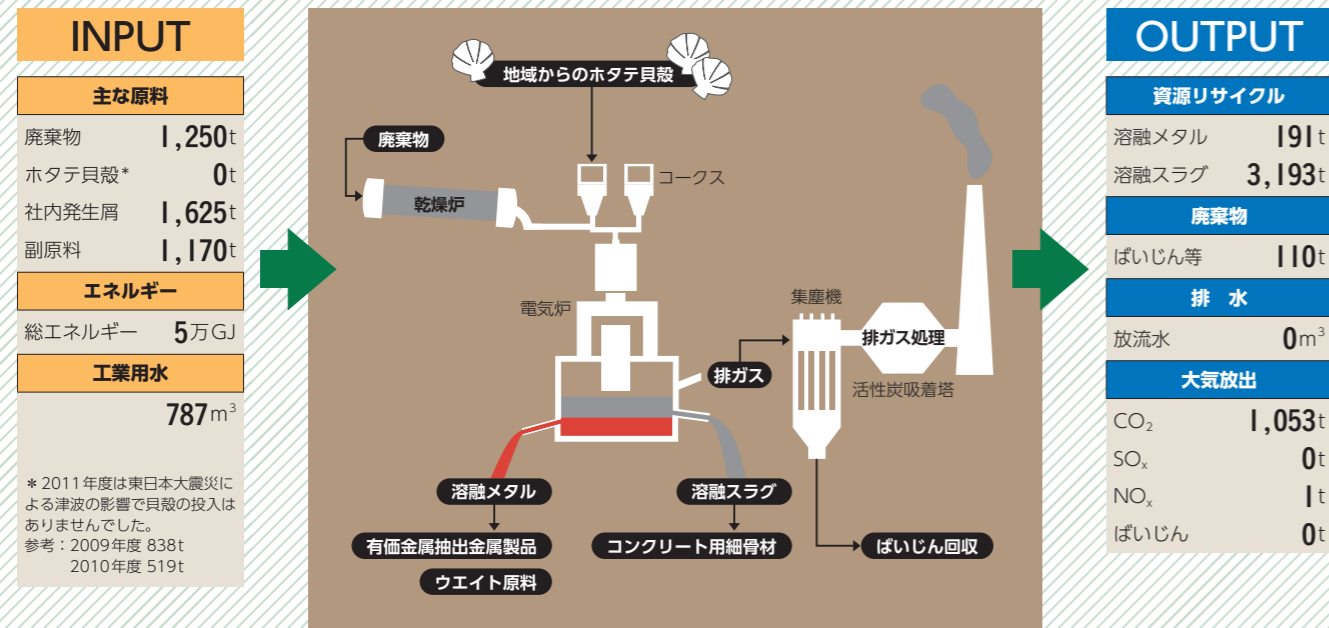 INPUT
主な原料
廃棄物 1,250t
ホタテ貝殻* 0t
社内発生屑 1,625t
副原料 1,170t
エネルギー
総エネルギー 5万GJ
工業用水
787m³
* 2011年度は東日本大震災に
よる津波の影響で貝殻の投入は
ありませんでした。
参考：2009年度 838t
2010年度 519t
地域からのホタテ貝殻
廃棄物
コークス
乾燥炉
電気炉
集塵機
排ガス処理
排ガス
活性炭吸着塔
溶融メタル
溶融スラグ
有価金属抽出金属製品
コンクリート用細骨材
ばいじん回収
ウエイト原料
OUTPUT
資源リサイクル
溶融メタル 191t
溶融スラグ 3,193t
廃棄物
ばいじん等 110t
排 水
放流水 0m³
大気放出
CO₂ 1,053t
SOₓ 0t
NOₓ 1t
ばいじん 0t